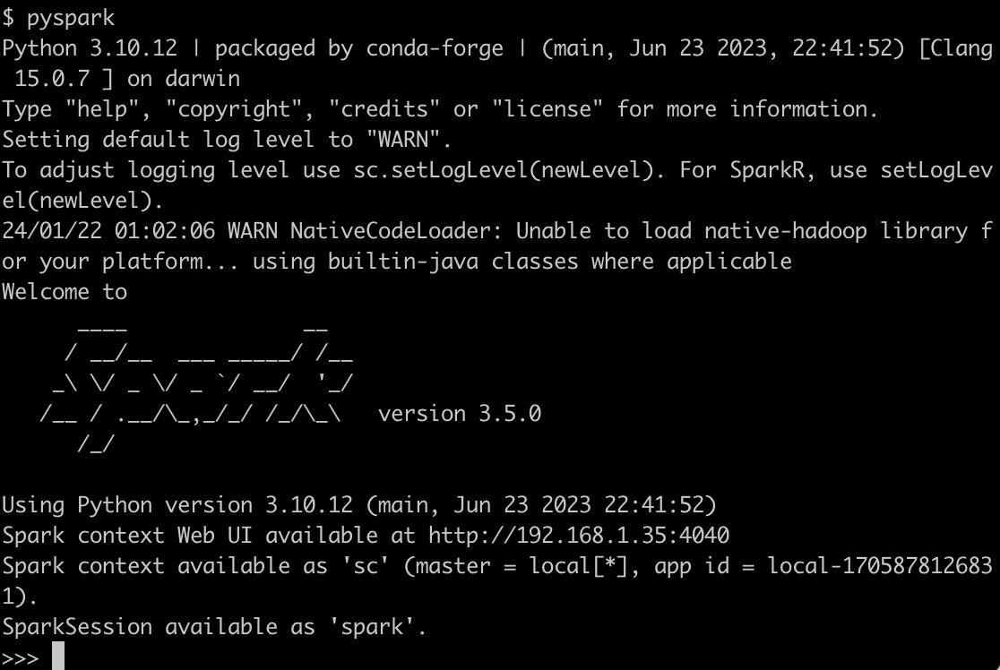 $ pyspark
Python 3.10.12 | packaged by conda-forge | (main, Jun 23 2023, 22:41:52) [Clang
 15.0.7 ] on darwin
Type "help", "copyright", "credits" or "license" for more information.
Setting default log level to "WARN".
To adjust logging level use sc.setLogLevel(newLevel). For SparkR, use setLogLev
el(newLevel).
24/01/22 01:02:06 WARN NativeCodeLoader: Unable to load native-hadoop library f
or your platform... using builtin-java classes where applicable
Welcome to
      ____              __
     / __/__  ___ _____/ /__
    _\ \/ _ \/ _ `/ __/  '_/
   /__ / .__/\_,_/_/ /_/\_\   version 3.5.0
      /_/
Using Python version 3.10.12 (main, Jun 23 2023 22:41:52)
Spark context Web UI available at http://192.168.1.35:4040
Spark context available as 'sc' (master = local[*], app id = local-170587812683
1).
SparkSession available as 'spark'.
>>>